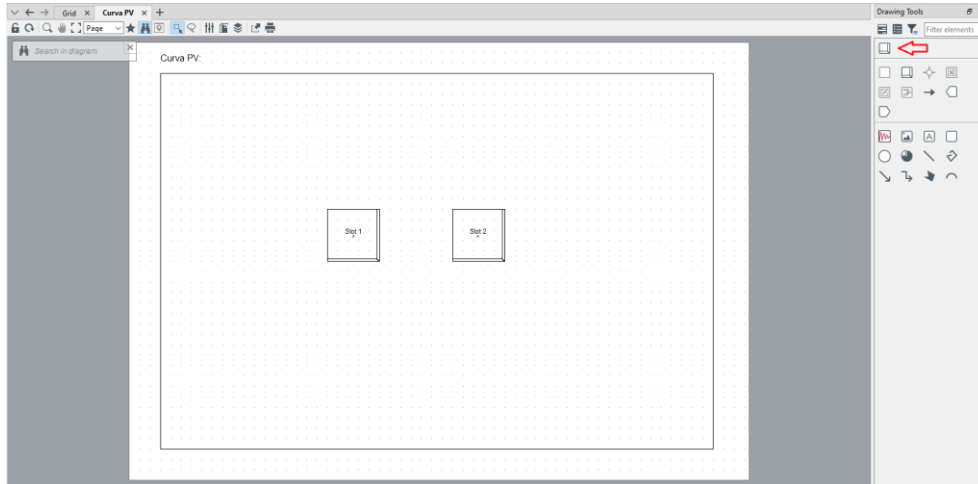 Grid
Curva PV
Drawing Tools
Page
Filter elements
Search in diagram
Curva PV:
Slot 1
Slot 2